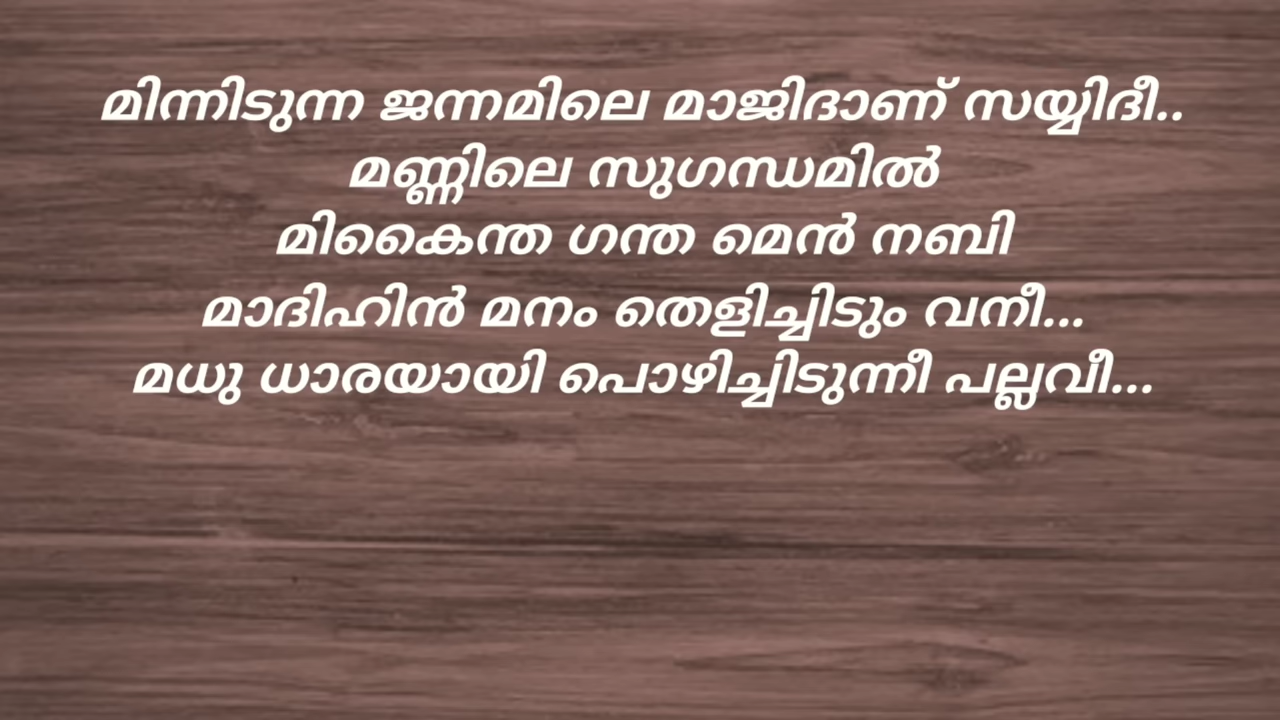 മിന്നിടുന്ന ജന്നമിലെ മാജിദാണ് സയ്യിദീ..
മണ്ണിലെ സുഗന്ധമിൽ
മികൈന്ത ഗന്ത മെൻ നബി
മാദിഹിൻ മനം തെളിച്ചിടും വനീ...
മധു ധാരയായി പൊഴിച്ചിടുന്നീ പല്ലവീ...